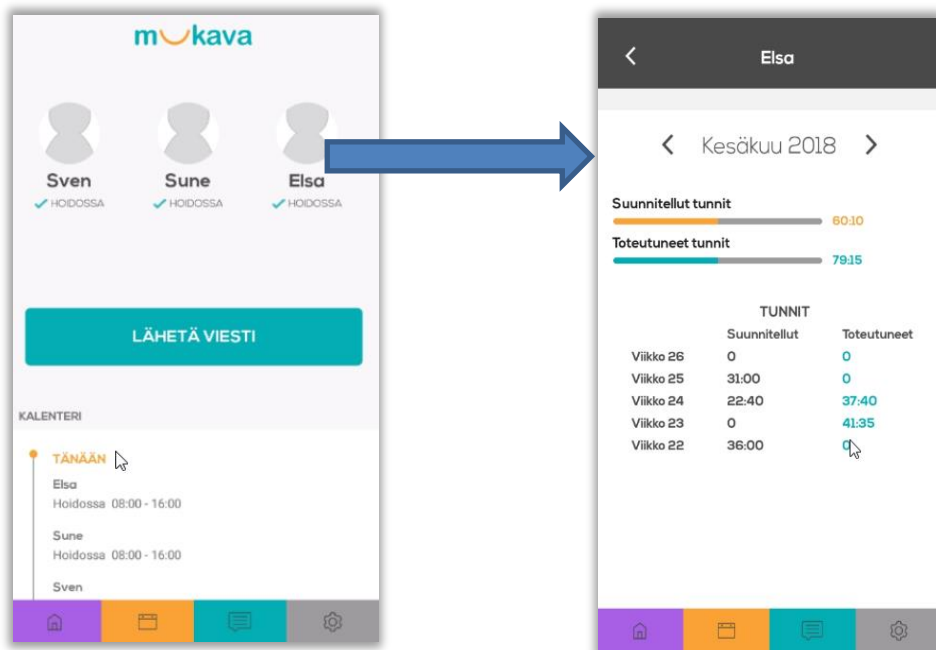 mukava
Sven Sune Elsa
HOIDOSSA HOIDOSSA HOIDOSSA
LÄHETÄ VIESTI
KALENTERI
TÄNÄÄN
Elsa
Hoidossa 08:00 - 16:00
Sune
Hoidossa 08:00 - 16:00
Sven
Elsa
Kesäkuu 2018
Suunnitellut tunnit
60:10
Toteutuneet tunnit
79:15
TUNNIT
Suunnitellut Toteutuneet
Viikko 26 0 0
Viikko 25 31:00 0
Viikko 24 22:40 37:40
Viikko 23 0 41:35
Viikko 22 36:00 0